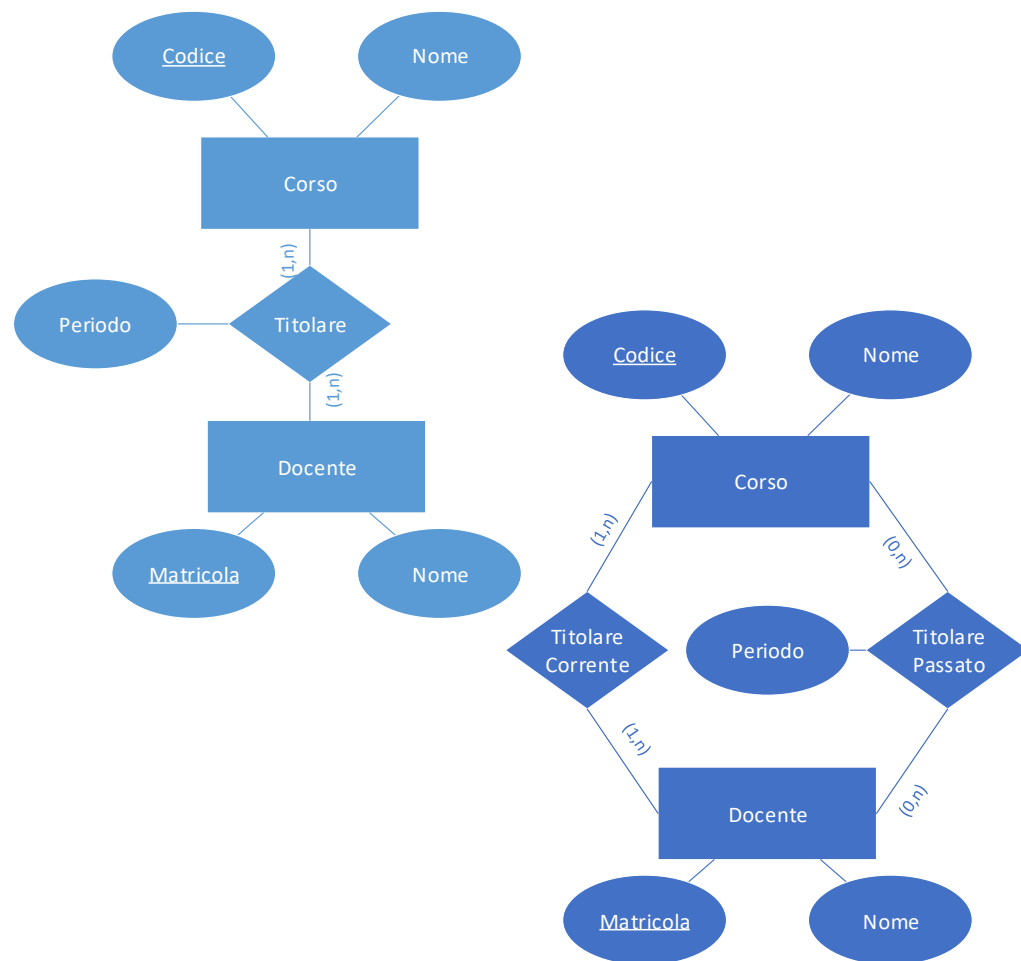 Codice
Nome
Corso
(1,n)
Periodo
Titolare
(1,n)
Docente
Matricola
Nome
Codice
Nome
Corso
(1,n)
(0,n)
Titolare
Corrente
Periodo
Titolare
Passato
(1,n)
(0,n)
Docente
Matricola
Nome